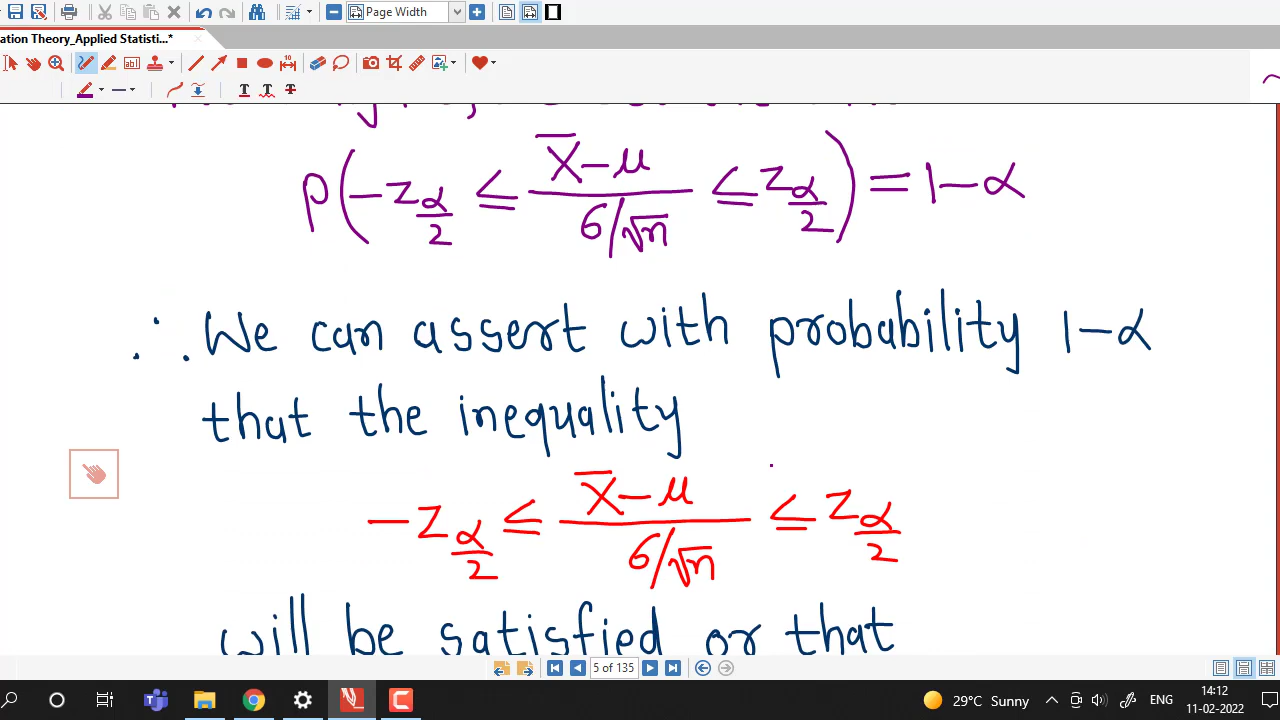 Page Width
ation Theory_Applied Statisti...*
P(-z_{α/2} ≤ (X̄-μ)/(σ/√n) ≤ z_{α/2}) = 1-α
∴ We can assert with probability 1-α
that the inequality
-z_{α/2} ≤ (X̄-μ)/(σ/√n) ≤ z_{α/2}
will be satisfied or that
5 of 135
29°C Sunny
ENG
14:12
11-02-2022